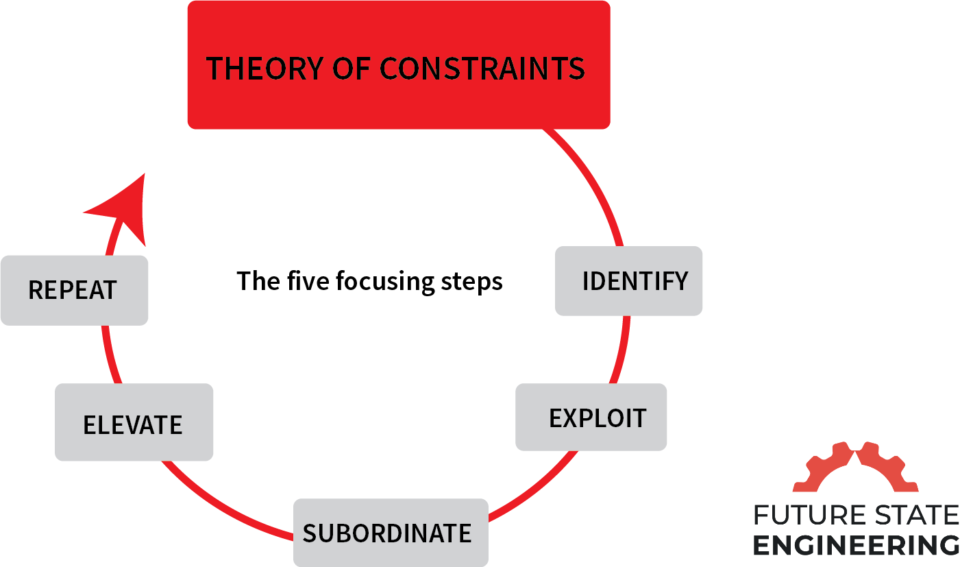 THEORY OF CONSTRAINTS
The five focusing steps
IDENTIFY
EXPLOIT
SUBORDINATE
ELEVATE
REPEAT
FUTURE STATE
ENGINEERING